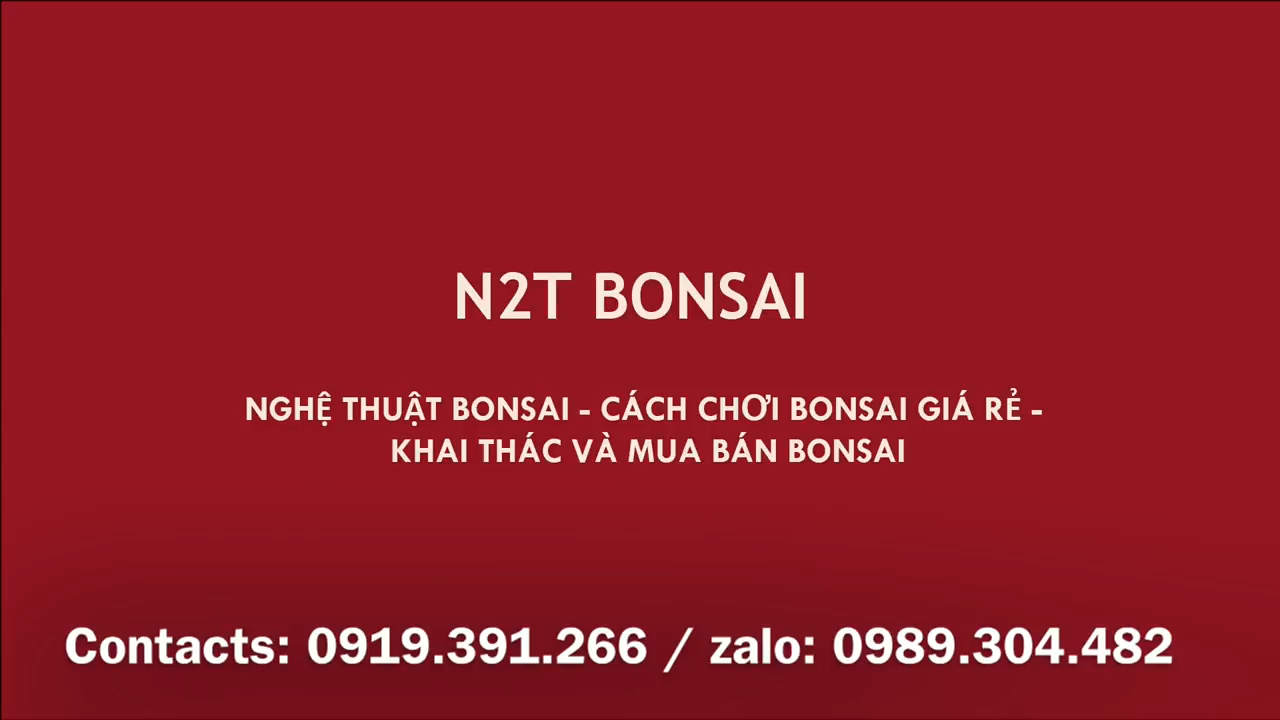 N2T BONSAI
NGHỆ THUẬT BONSAI - CÁCH CHƠI BONSAI GIÁ RẺ -
KHAI THÁC VÀ MUA BÁN BONSAI
Contacts: 0919.391.266 / zalo: 0989.304.482